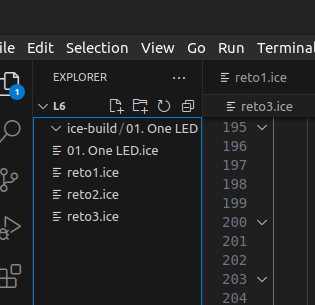 ile Edit Selection View Go Run Terminal
EXPLORER ...
reto1.ice
1
L6
reto3.ice
ice-build/01. One LED
01. One LED.ice
reto1.ice
reto2.ice
reto3.ice
195
196
197
198
199
200
201
202
203
204